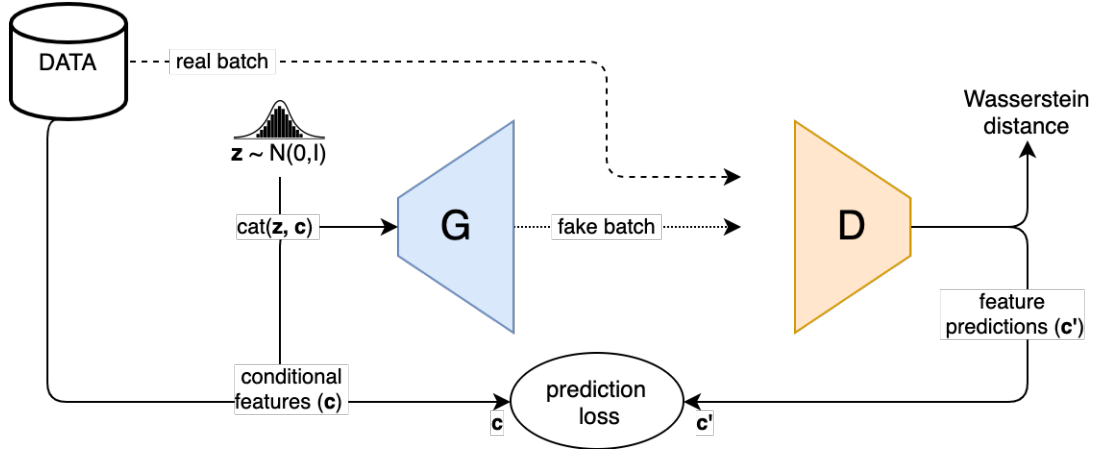 DATA
real batch
Wasserstein
distance
z ~ N(0,I)
cat(z, c)
G
fake batch
D
feature
predictions (c')
conditional
features (c)
prediction
loss
c
c'